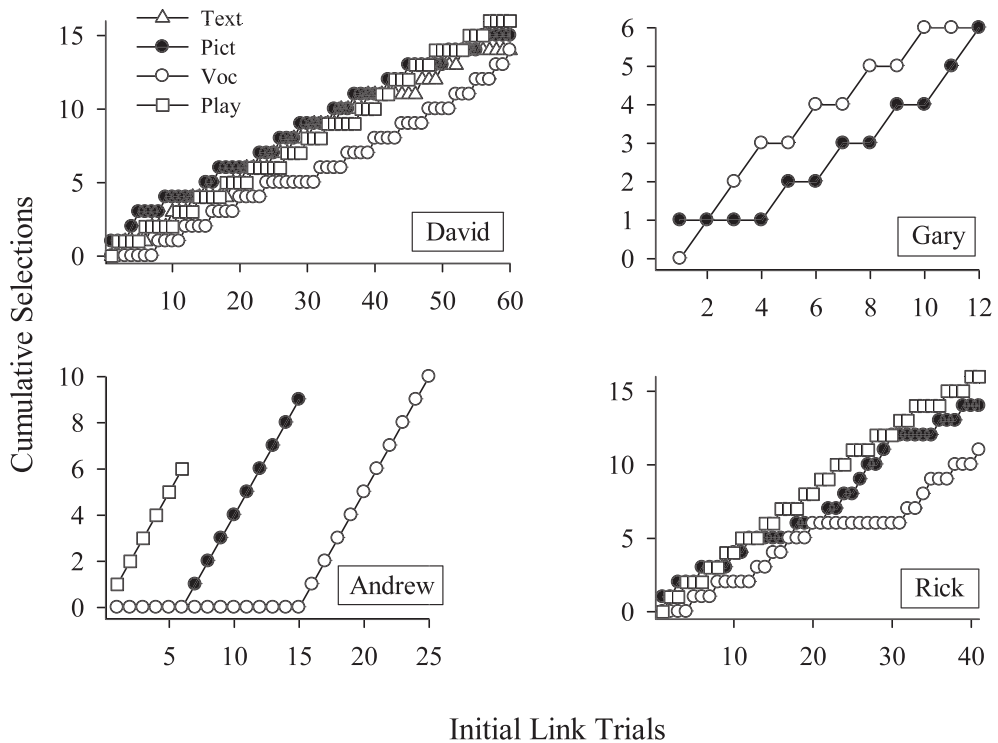 Text
Pict
Voc
Play
15
10
5
0
10 20 30 40 50 60
David
6
5
4
3
2
1
0
2 4 6 8 10 12
Gary
Cumulative Selections
10
8
6
4
2
0
5 10 15 20 25
Andrew
15
10
5
0
10 20 30 40
Rick
Initial Link Trials